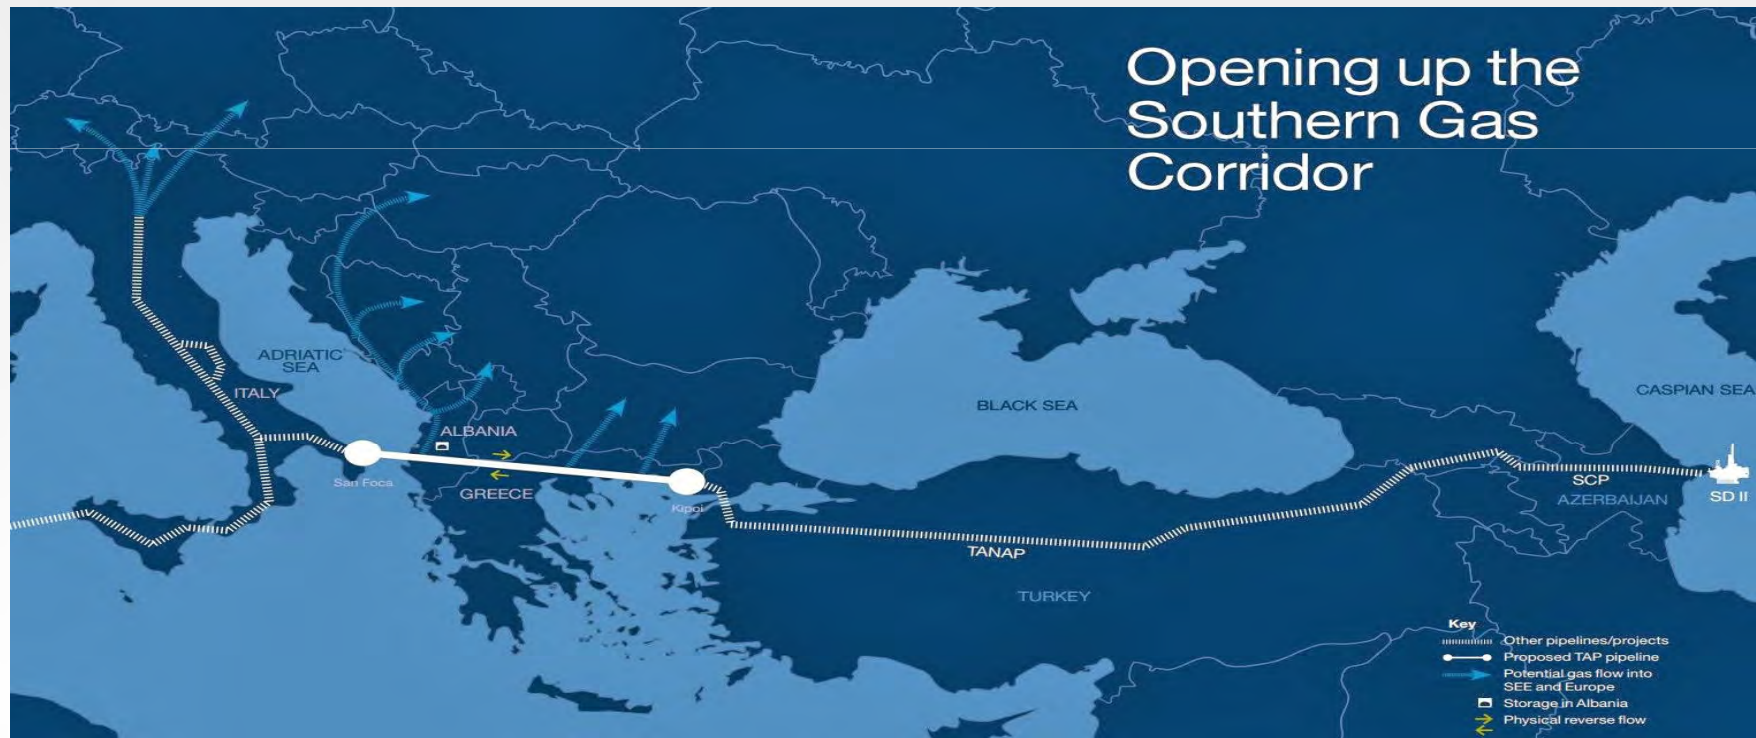 Opening up the
Southern Gas
Corridor
ADRIATIC
SEA
ITALY
CASPIAN SEA
BLACK SEA
ALBANIA
San Foca
GREECE
Kipoi
SCP
AZERBAIJAN
SD II
TANAP
TURKEY
Key
Other pipelines/projects
Proposed TAP pipeline
Potential gas flow into
SEE and Europe
Storage in Albania
Physical reverse flow